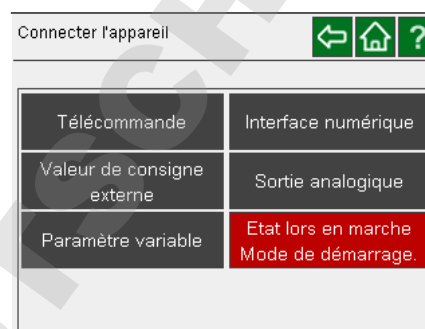 Connecter l'appareil
?
Télécommande
Interface numérique
Valeur de consigne
externe
Sortie analogique
Paramètre variable
Etat lors en marche
Mode de démarrage.